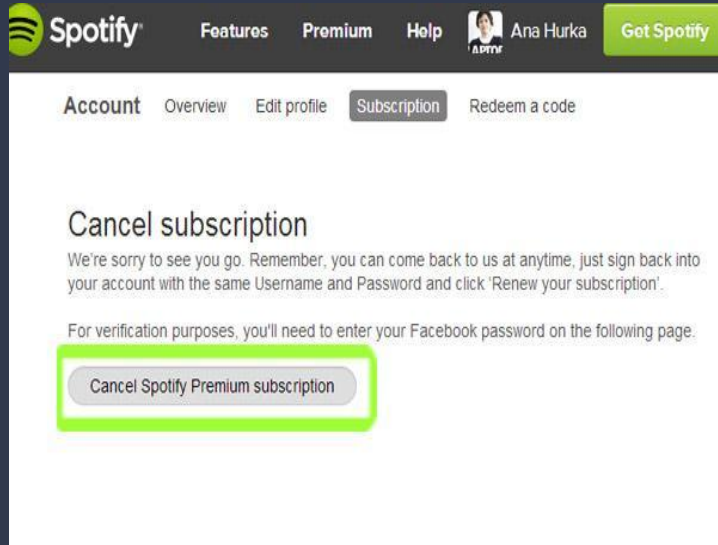 Spotify Features Premium Help Ana Hurka Get Spotify
Account Overview Edit profile Subscription Redeem a code
Cancel subscription
We're sorry to see you go. Remember, you can come back to us at anytime, just sign back into
your account with the same Username and Password and click 'Renew your subscription'.
For verification purposes, you'll need to enter your Facebook password on the following page.
Cancel Spotify Premium subscription